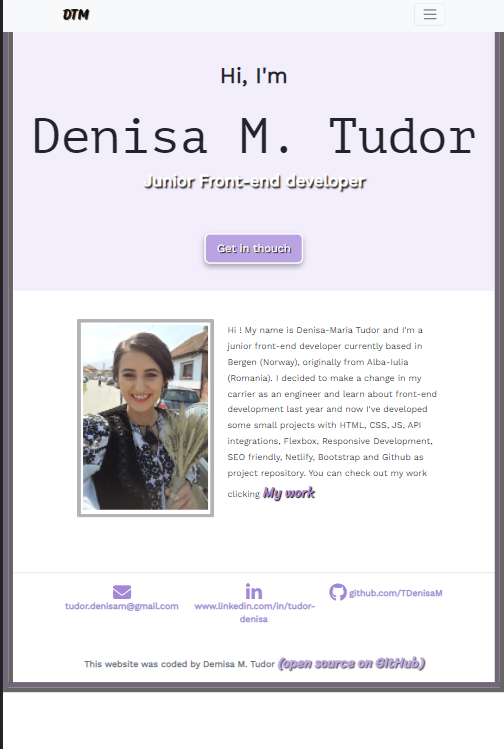 DTM
Hi, I'm
Denisa M. Tudor
Junior Front-end developer
Get in thouch
Hi ! My name is Denisa-Maria Tudor and I'm a
junior front-end developer currently based in
Bergen (Norway), originally from Alba-Iulia
(Romania). I decided to make a change in my
carrier as an engineer and learn about front-end
development last year and now I've developed
some small projects with HTML, CSS, JS, API
integrations, Flexbox, Responsive Development,
SEO friendly, Netlify, Bootstrap and Github as
project repository. You can check out my work
clicking My work
tudor.denisam@gmail.com
www.linkedin.com/in/tudor-
denisa
github.com/TDenisaM
This website was coded by Demisa M. Tudor (open source on GitHub)